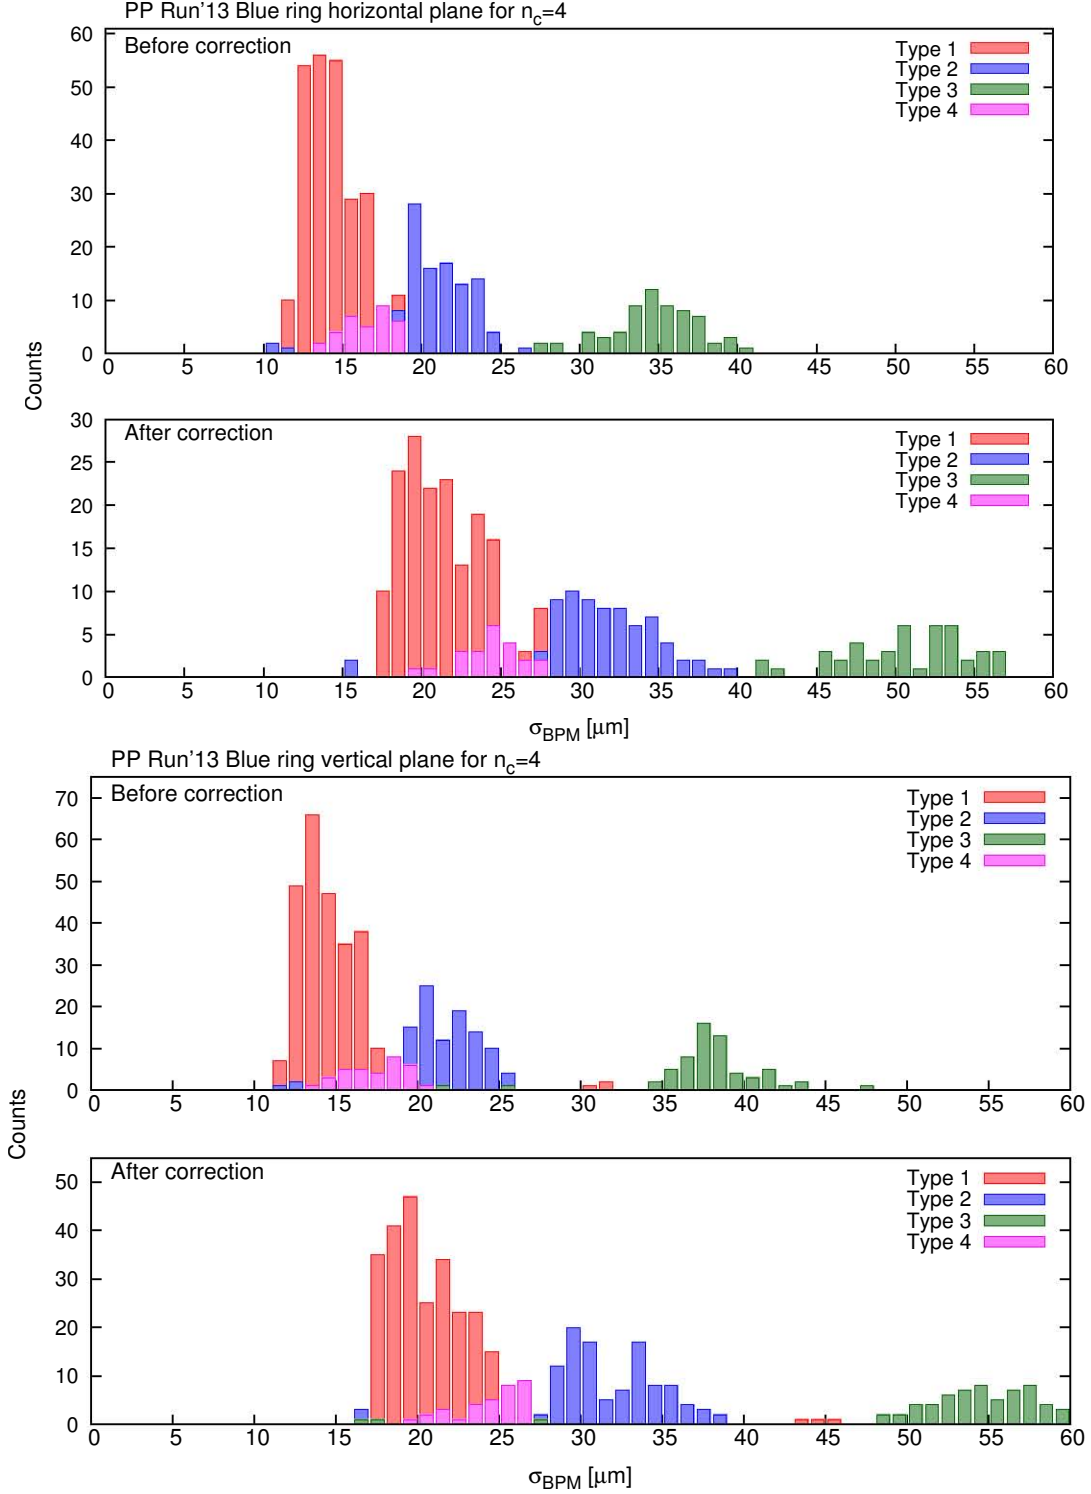 PP Run'13 Blue ring horizontal plane for n_c=4
Before correction
Type 1
Type 2
Type 3
Type 4
60
50
40
30
20
10
0
0 5 10 15 20 25 30 35 40 45 50 55 60
Counts
After correction
Type 1
Type 2
Type 3
Type 4
30
25
20
15
10
5
0
0 5 10 15 20 25 30 35 40 45 50 55 60
σBPM [μm]
PP Run'13 Blue ring vertical plane for n_c=4
Before correction
Type 1
Type 2
Type 3
Type 4
70
60
50
40
30
20
10
0
0 5 10 15 20 25 30 35 40 45 50 55 60
Counts
After correction
Type 1
Type 2
Type 3
Type 4
50
40
30
20
10
0
0 5 10 15 20 25 30 35 40 45 50 55 60
σBPM [μm]